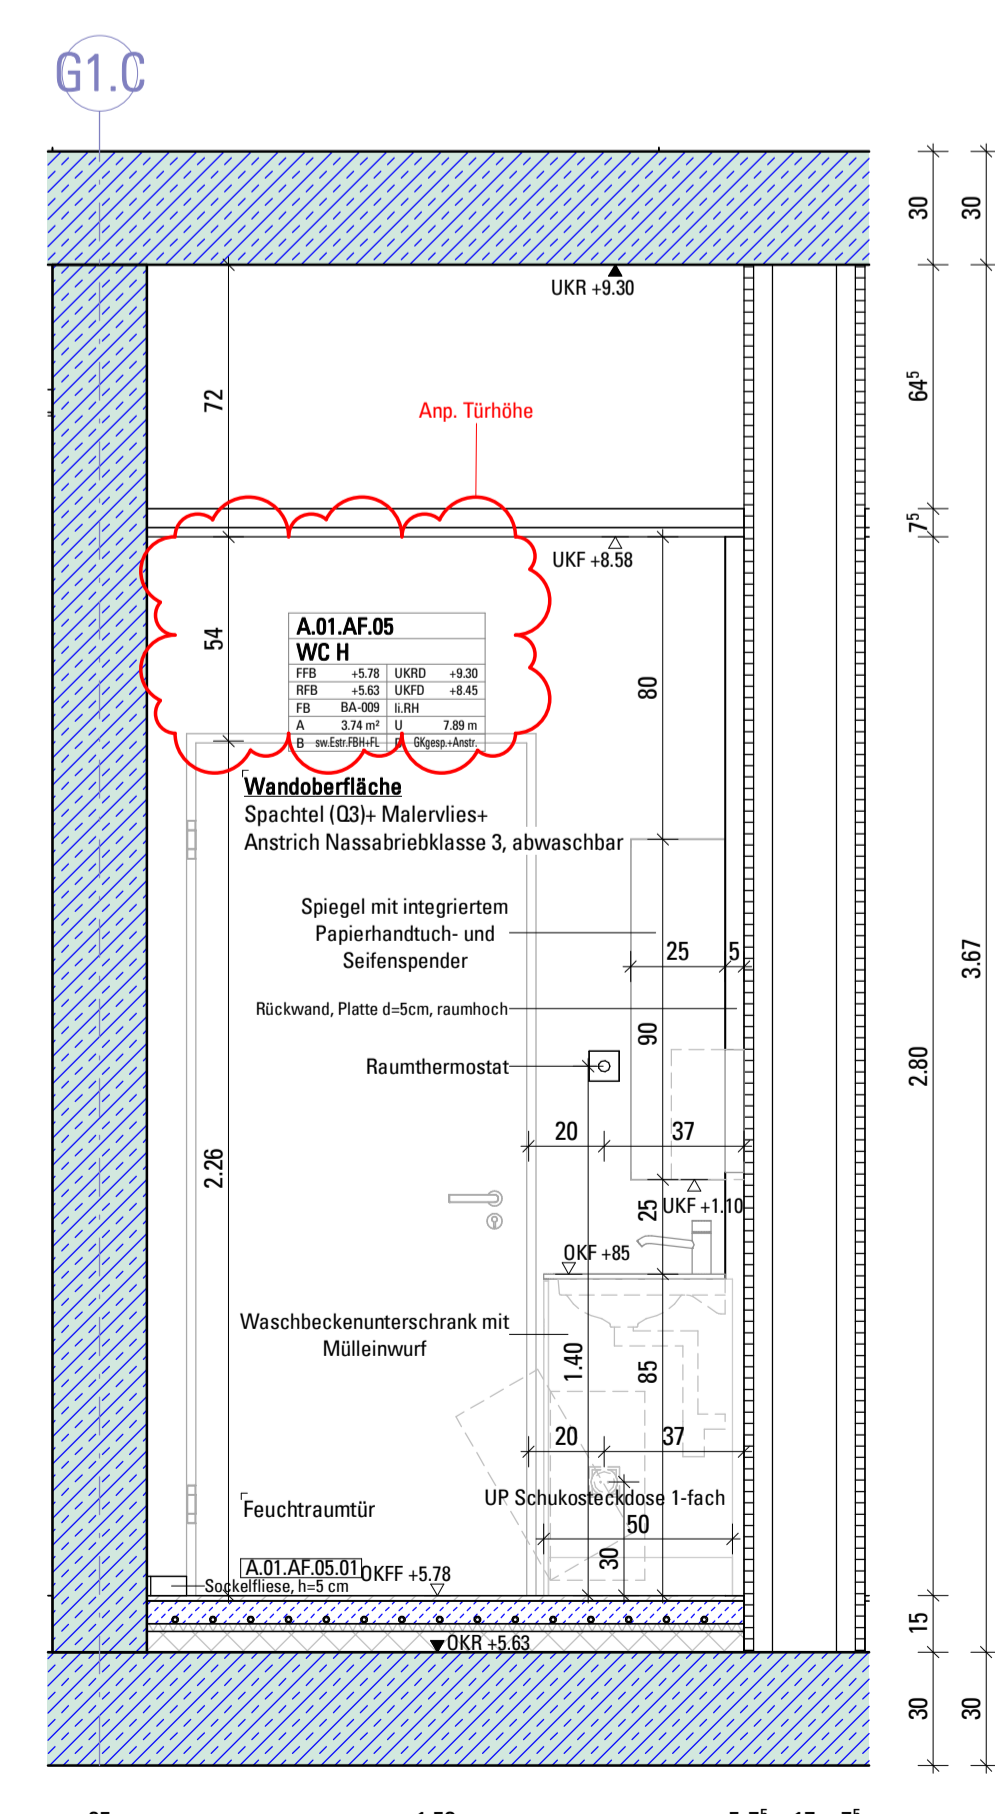 G1.C
30
30
UKR +9.30
72
64⁵
Anp. Türhöhe
7⁵
UKF +8.58
A.01.AF.05
54
WC H
FFB +5.78 UKRD +9.30
RFB +5.63 UKFD +8.45
FB BA-009 li.RH
A 3.74 m² U 7.89 m
B sw.Estr.FBH+FL GKgesp.+Anstr.
80
Wandoberfläche
Spachtel (Q3)+ Malervlies+
Anstrich Nassabriebklasse 3, abwaschbar
Spiegel mit integriertem
Papierhandtuch- und
Seifenspender
25 5
3.67
Rückwand, Platte d=5cm, raumhoch
90
Raumthermostat
2.80
20 37
2.26
25
UKF +1.10
OKF +85
Waschbeckenunterschrank mit
Mülleinwurf
1.40
85
20 37
UP Schukosteckdose 1-fach
Feuchtraumtür
50
30
A.01.AF.05.01
OKFF +5.78
Sockelfliese, h=5 cm
15
OKR +5.63
30
30